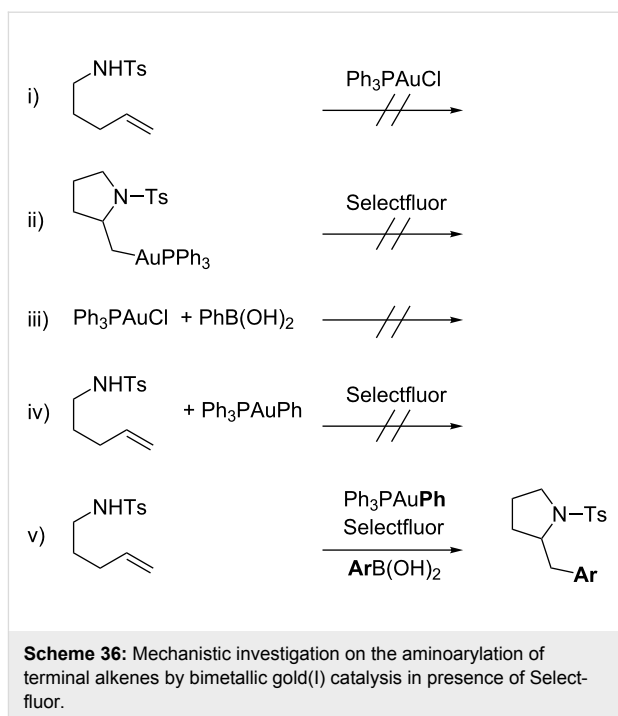 i) NHTs Ph₃PAuCl
ii) N–Ts AuPPh₃ Selectfluor
iii) Ph₃PAuCl + PhB(OH)₂
iv) NHTs + Ph₃PAuPh Selectfluor
v) NHTs Ph₃PAuPh
Selectfluor
ArB(OH)₂
N–Ts
Ar
Scheme 36: Mechanistic investigation on the aminoarylation of
terminal alkenes by bimetallic gold(I) catalysis in presence of Select-
fluor.